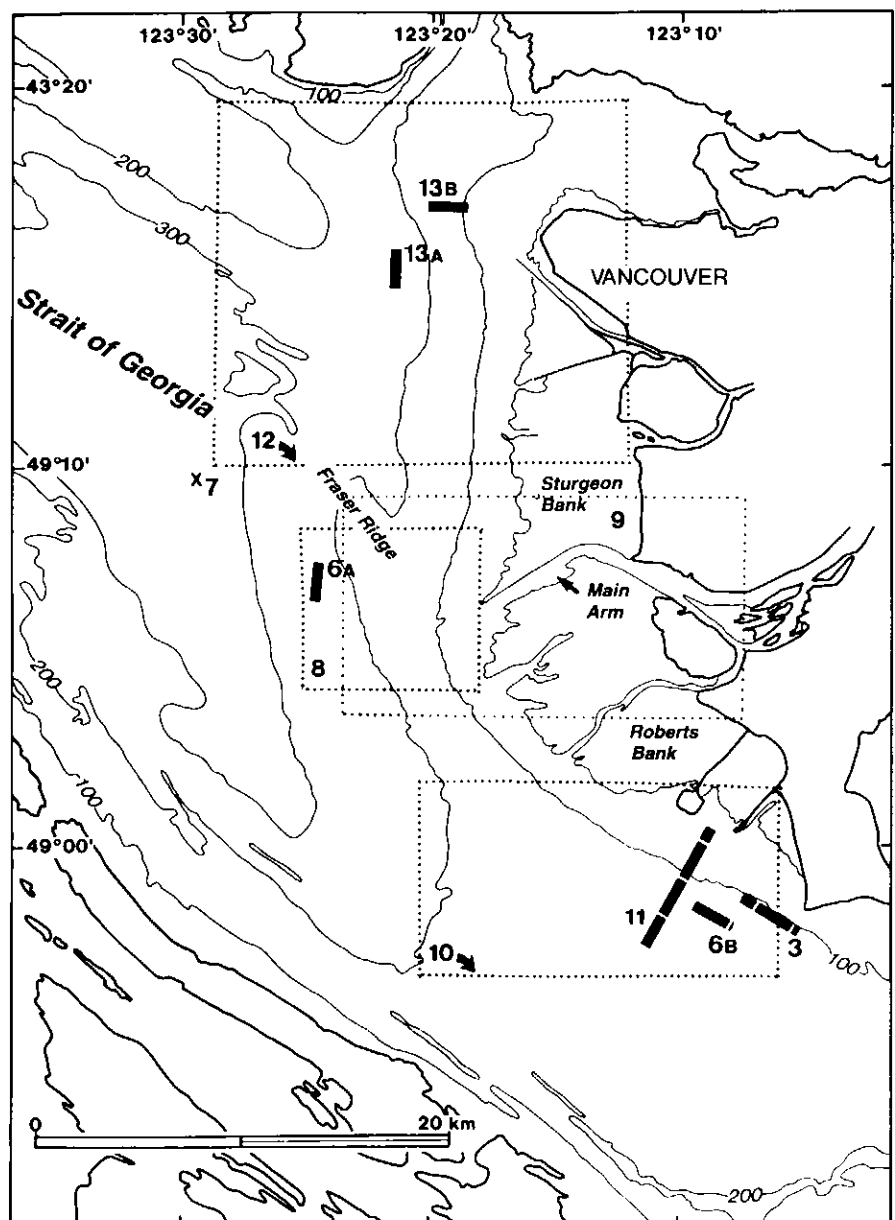 123°30' 123°20' 123°10'
43°20'
100
200
13B
300
13A
VANCOUVER
Strait of Georgia
12
49°10'
x7
Fraser Ridge
Sturgeon
Bank
9
6A
Main
Arm
8
200
Roberts
Bank
100
49°00'
11
6B
3
10
100
0 20 km
200